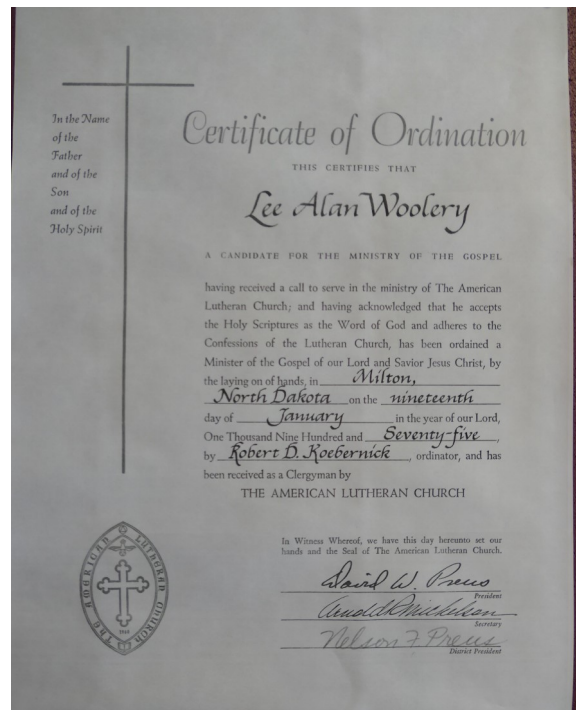 In the Name
of the
Father
and of the
Son
and of the
Holy Spirit
Certificate of Ordination
THIS CERTIFIES THAT
Lee Alan Woolery
A CANDIDATE FOR THE MINISTRY OF THE GOSPEL
having received a call to serve in the ministry of The American
Lutheran Church; and having acknowledged that he accepts
the Holy Scriptures as the Word of God and adheres to the
Confessions of the Lutheran Church, has been ordained a
Minister of the Gospel of our Lord and Savior Jesus Christ, by
the laying on of hands, in Milton,
North Dakota on the nineteenth
day of January in the year of our Lord,
One Thousand Nine Hundred and Seventy-five,
by Robert D. Koebernick, ordinator, and has
been received as a Clergyman by
THE AMERICAN LUTHERAN CHURCH
In Witness Whereof, we have this day hereunto set our
hands and the Seal of The American Lutheran Church.
David W. Preus
President
Arnold R. Mickelson
Secretary
Nelson F. Preus
District President
THE AMERICAN LUTHERAN CHURCH
1960